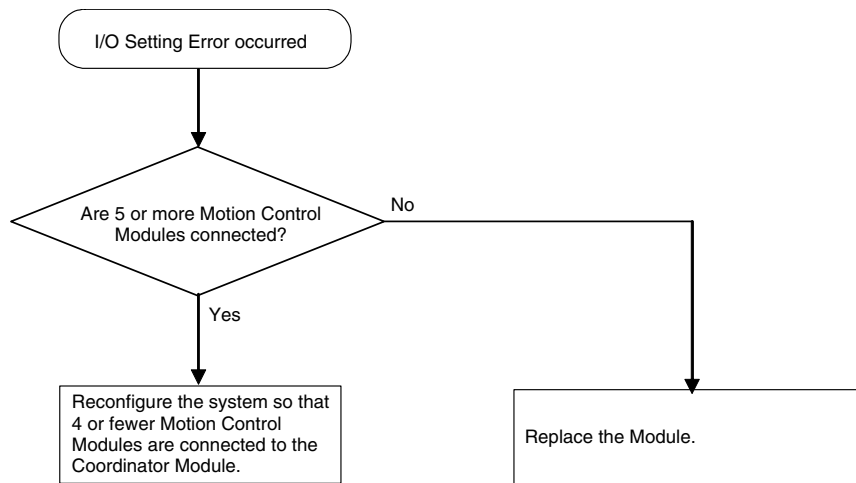 I/O Setting Error occurred
Are 5 or more Motion Control
Modules connected?
No
Yes
Reconfigure the system so that
4 or fewer Motion Control
Modules are connected to the
Coordinator Module.
Replace the Module.